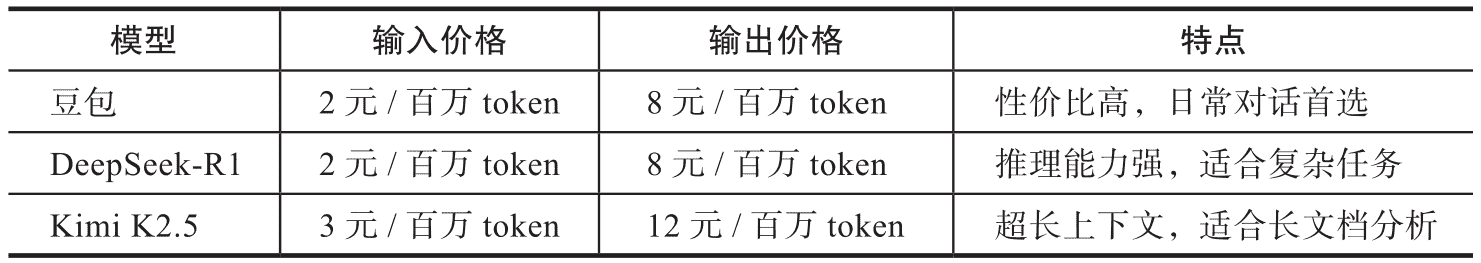 模型 输入价格 输出价格 特点
豆包 2 元 / 百万 token 8 元 / 百万 token 性价比高，日常对话首选
DeepSeek-R1 2 元 / 百万 token 8 元 / 百万 token 推理能力强，适合复杂任务
Kimi K2.5 3 元 / 百万 token 12 元 / 百万 token 超长上下文，适合长文档分析